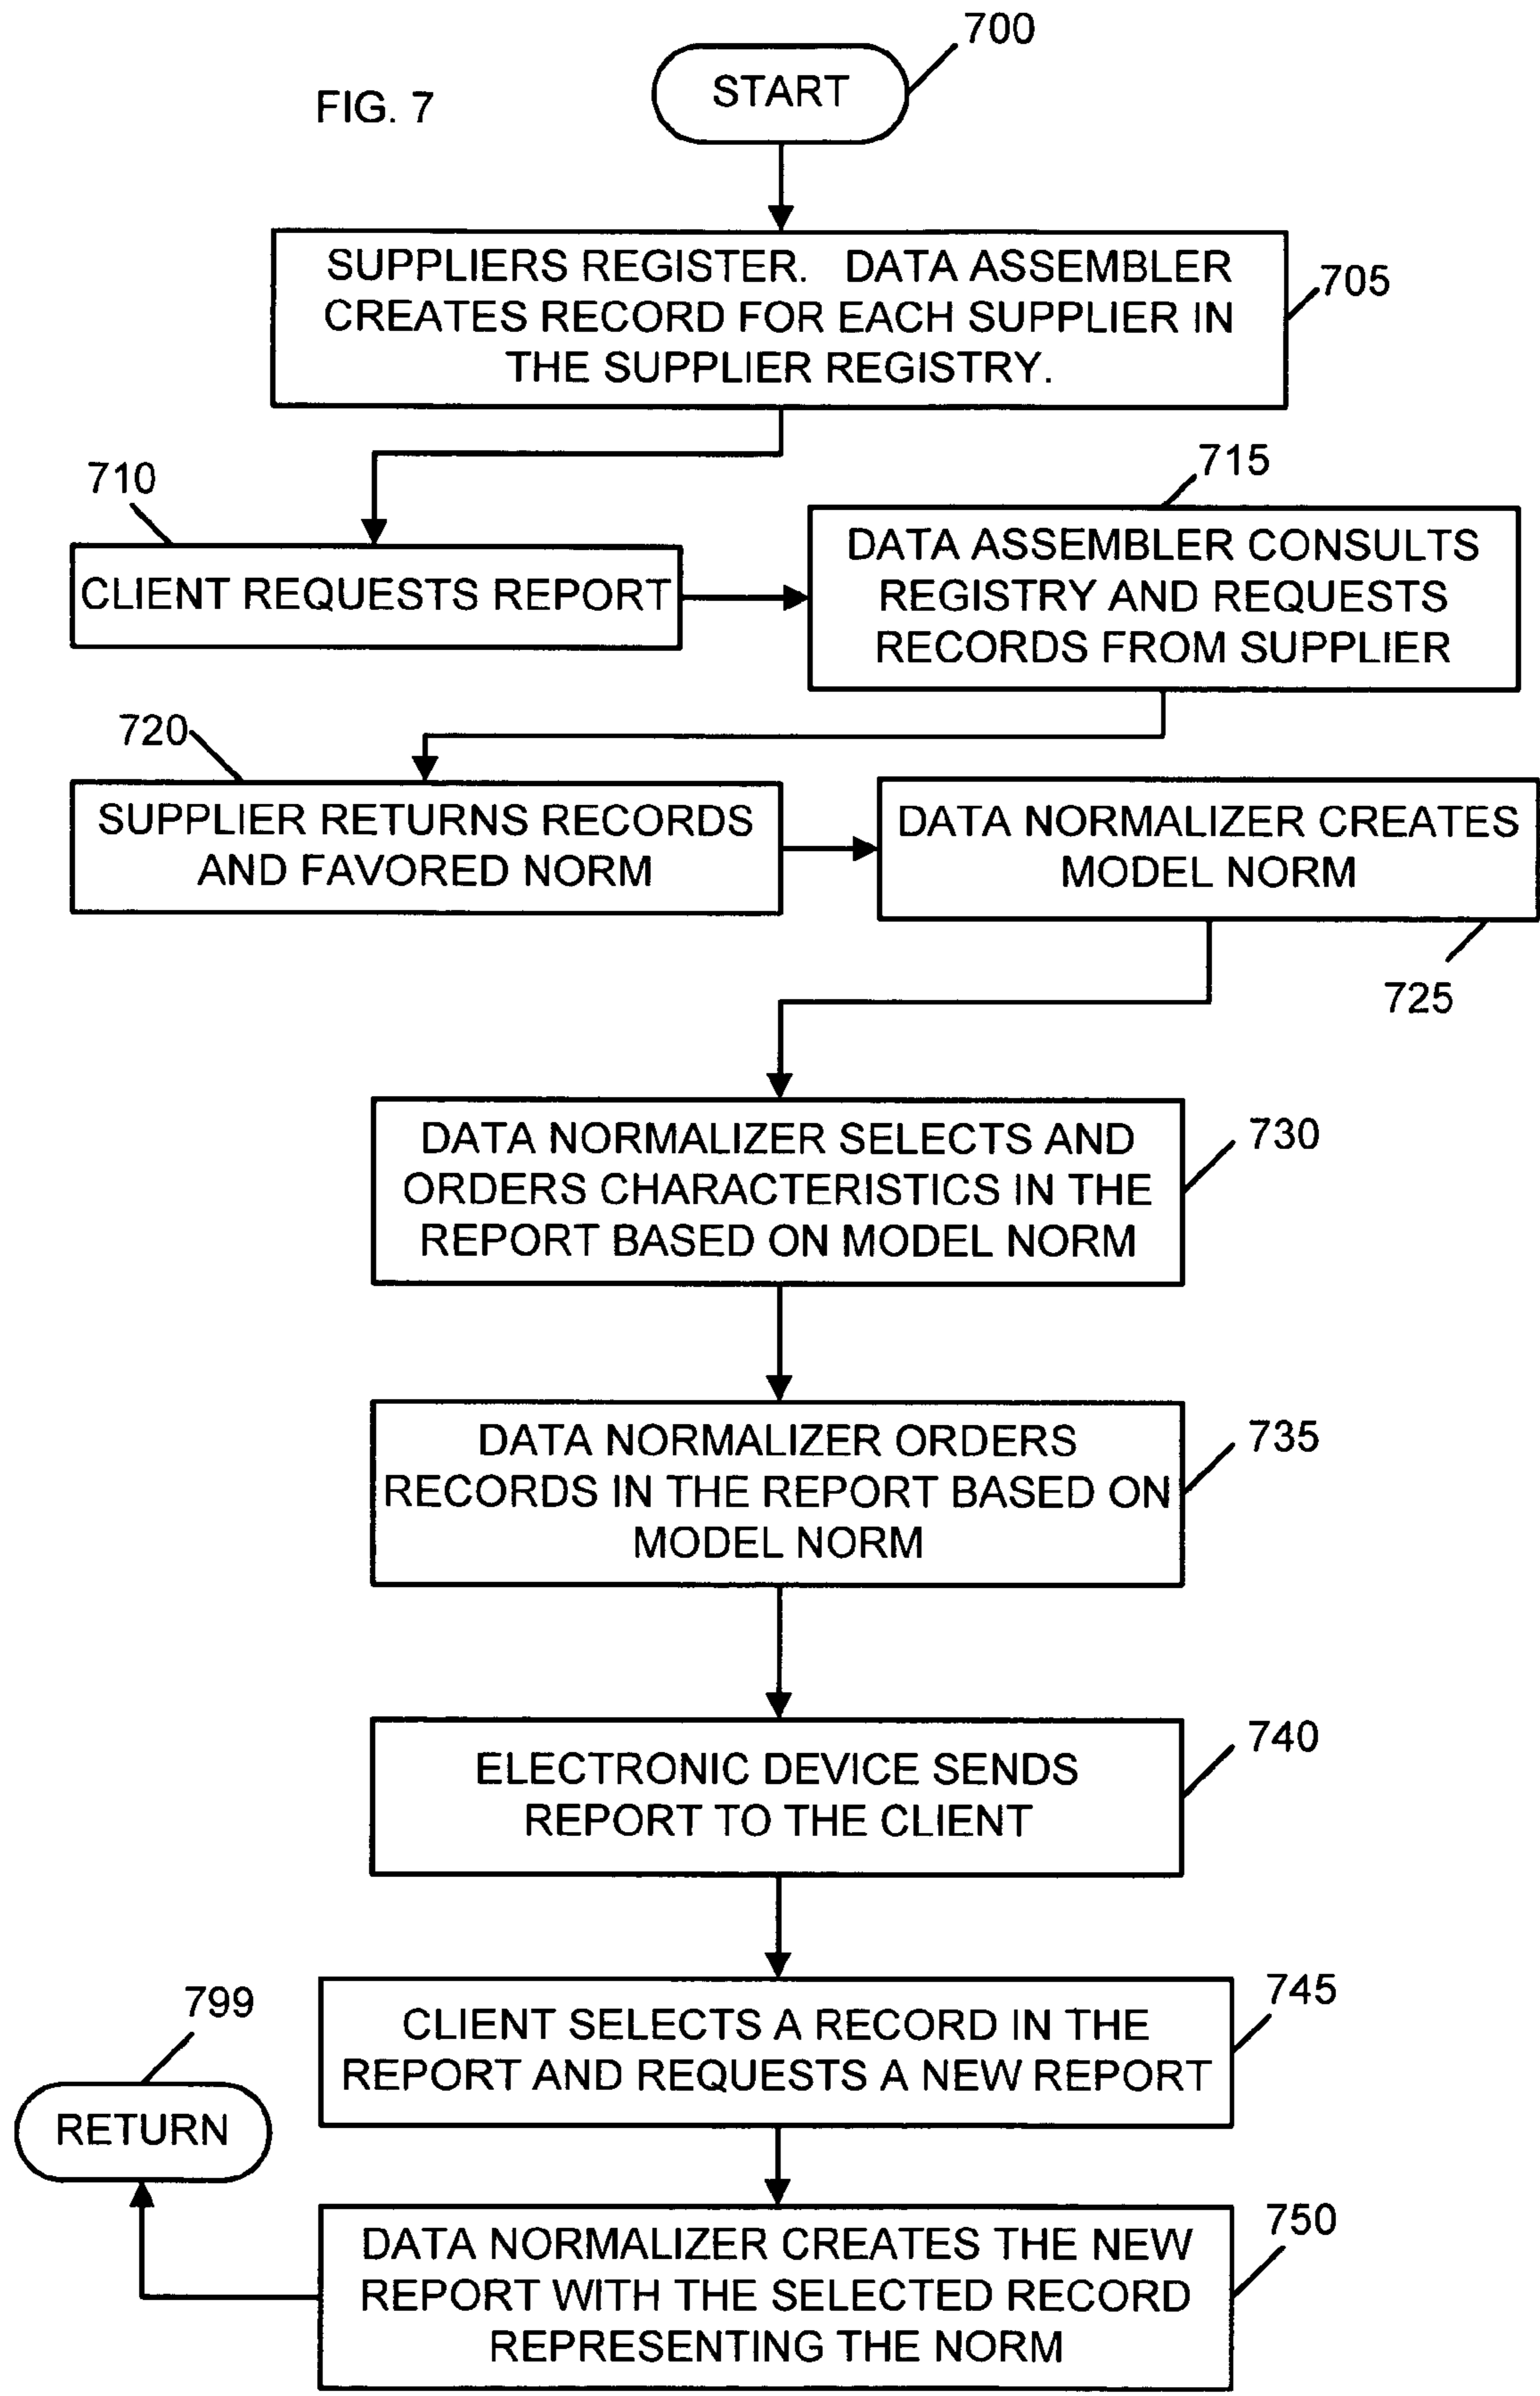 700
START
FIG. 7
SUPPLIERS REGISTER. DATA ASSEMBLER
CREATES RECORD FOR EACH SUPPLIER IN
THE SUPPLIER REGISTRY.
705
710
CLIENT REQUESTS REPORT
715
DATA ASSEMBLER CONSULTS
REGISTRY AND REQUESTS
RECORDS FROM SUPPLIER
720
SUPPLIER RETURNS RECORDS
AND FAVORED NORM
DATA NORMALIZER CREATES
MODEL NORM
725
DATA NORMALIZER SELECTS AND
ORDERS CHARACTERISTICS IN THE
REPORT BASED ON MODEL NORM
730
DATA NORMALIZER ORDERS
RECORDS IN THE REPORT BASED ON
MODEL NORM
735
ELECTRONIC DEVICE SENDS
REPORT TO THE CLIENT
740
CLIENT SELECTS A RECORD IN THE
REPORT AND REQUESTS A NEW REPORT
745
799
RETURN
DATA NORMALIZER CREATES THE NEW
REPORT WITH THE SELECTED RECORD
REPRESENTING THE NORM
750